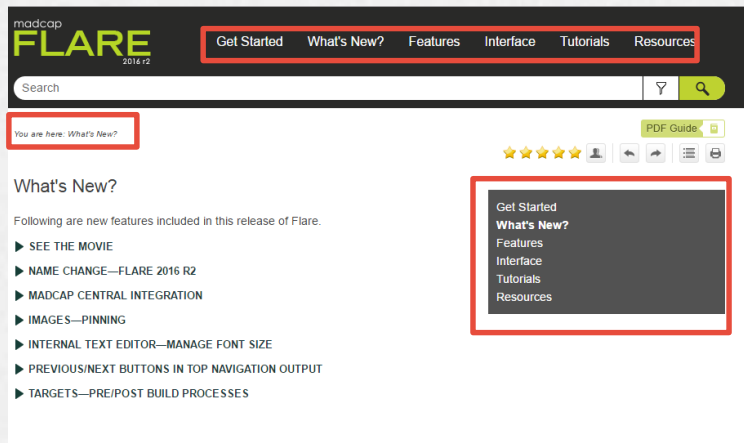 madcap
FLARE
2016 r2
Get Started What's New? Features Interface Tutorials Resources
Search
You are here: What's New?
PDF Guide
What's New?
Following are new features included in this release of Flare.
SEE THE MOVIE
NAME CHANGE—FLARE 2016 R2
MADCAP CENTRAL INTEGRATION
IMAGES—PINNING
INTERNAL TEXT EDITOR—MANAGE FONT SIZE
PREVIOUS/NEXT BUTTONS IN TOP NAVIGATION OUTPUT
TARGETS—PRE/POST BUILD PROCESSES
Get Started
What's New?
Features
Interface
Tutorials
Resources